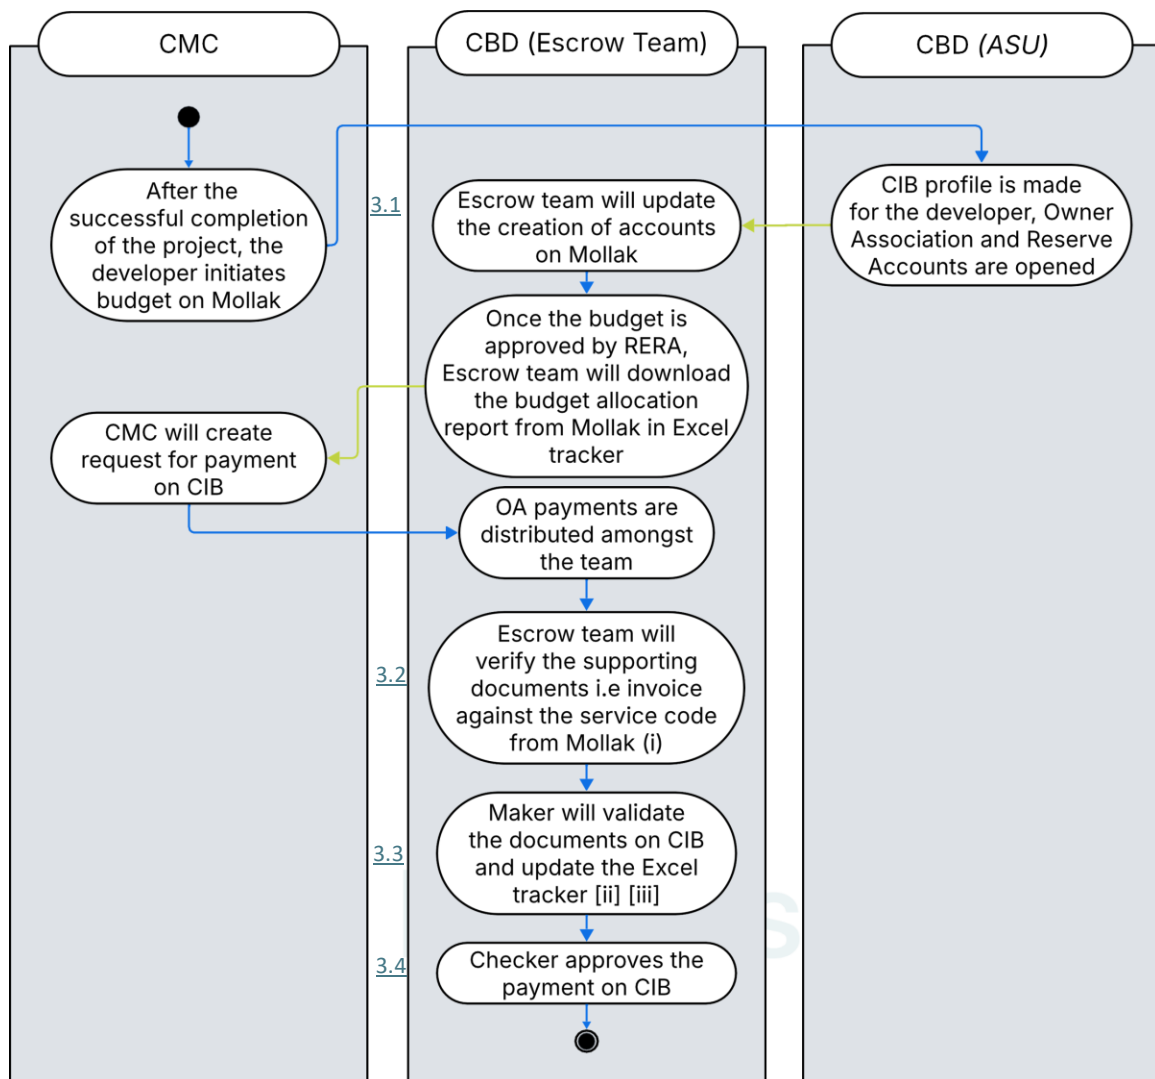 CMC
CBD (Escrow Team)
CBD (ASU)
After the
successful completion
of the project, the
developer initiates
budget on Mollak
CIB profile is made
for the developer, Owner
Association and Reserve
Accounts are opened
3.1
Escrow team will update
the creation of accounts
on Mollak
Once the budget is
approved by RERA,
Escrow team will download
the budget allocation
report from Mollak in Excel
tracker
CMC will create
request for payment
on CIB
OA payments are
distributed amongst
the team
3.2
Escrow team will
verify the supporting
documents i.e invoice
against the service code
from Mollak (i)
3.3
Maker will validate
the documents on CIB
and update the Excel
tracker [ii] [iii]
3.4
Checker approves the
payment on CIB